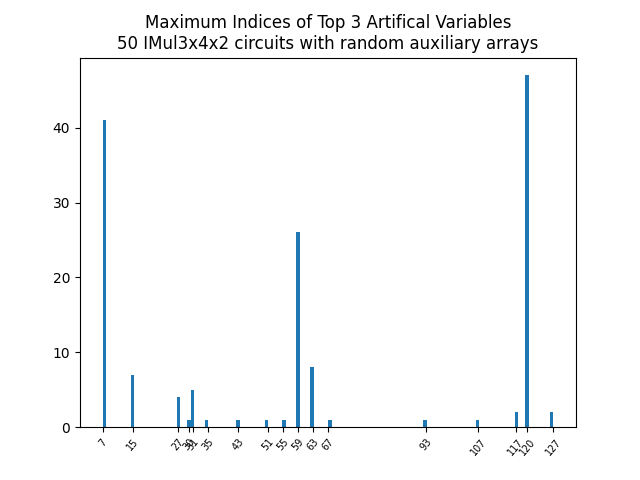 Maximum Indices of Top 3 Artifical Variables
50 IMul3x4x2 circuits with random auxiliary arrays
40
30
20
10
0
7 15 27 30 31 35 43 51 55 59 63 67 93 107 117 120 127